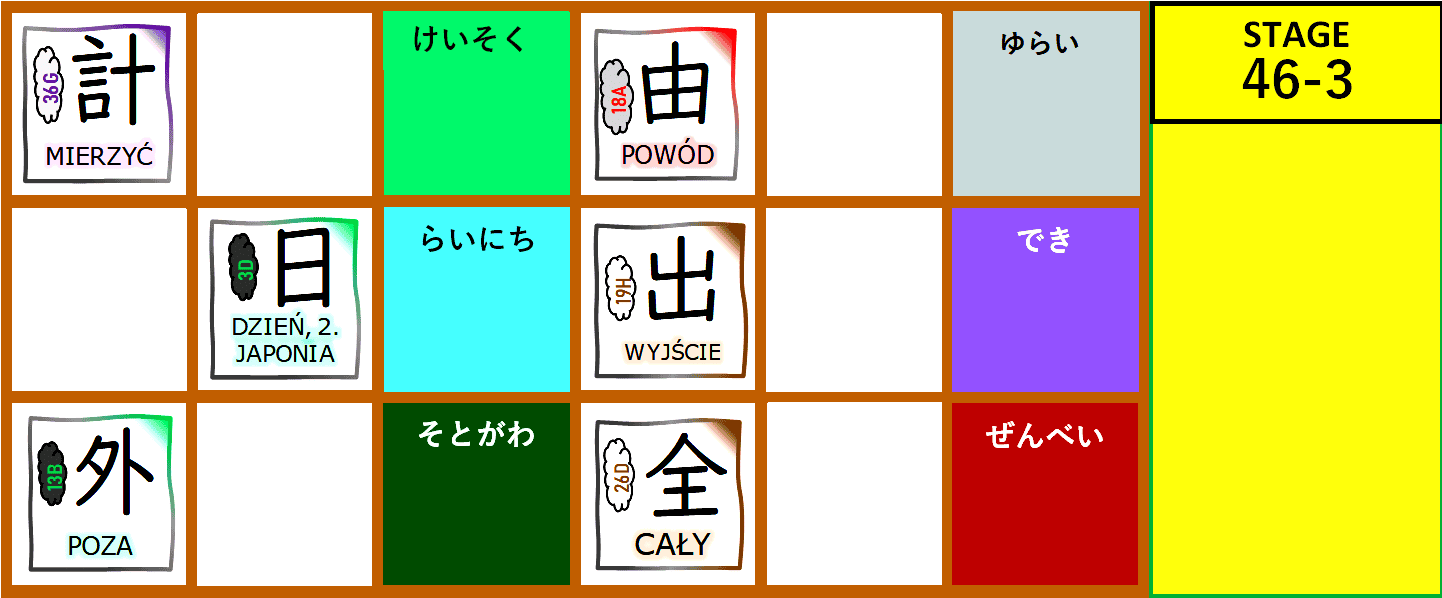 36G
計
MIERZYĆ
けいそく
18A
由
POWÓD
ゆらい
STAGE
46-3
3D
日
DZIEŃ, 2.
JAPONIA
らいにち
19H
出
WYJŚCIE
でき
13B
外
POZA
そとがわ
26D
全
CAŁY
ぜんべい